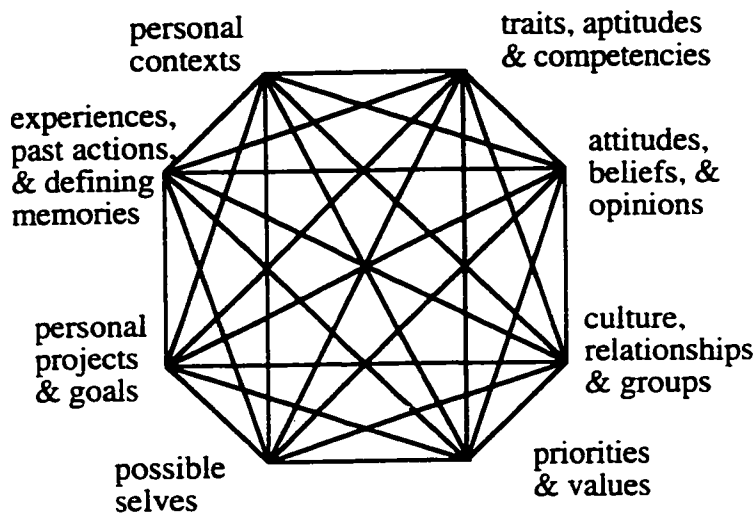 personal
contexts
traits, aptitudes
& competencies
experiences,
past actions,
& defining
memories
attitudes,
beliefs, &
opinions
personal
projects
& goals
culture,
relationships
& groups
possible
selves
priorities
& values